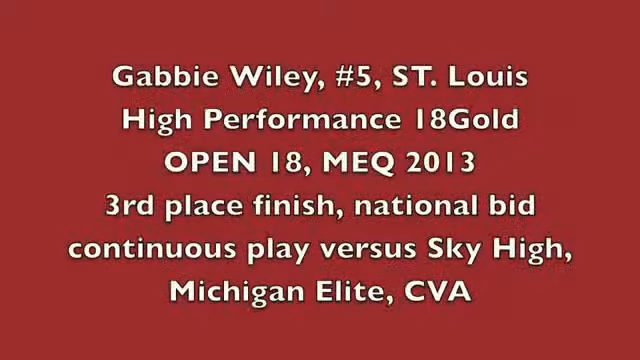 Gabbie Wiley, #5, ST. Louis
High Performance 18Gold
OPEN 18, MEQ 2013
3rd place finish, national bid
continuous play versus Sky High,
Michigan Elite, CVA